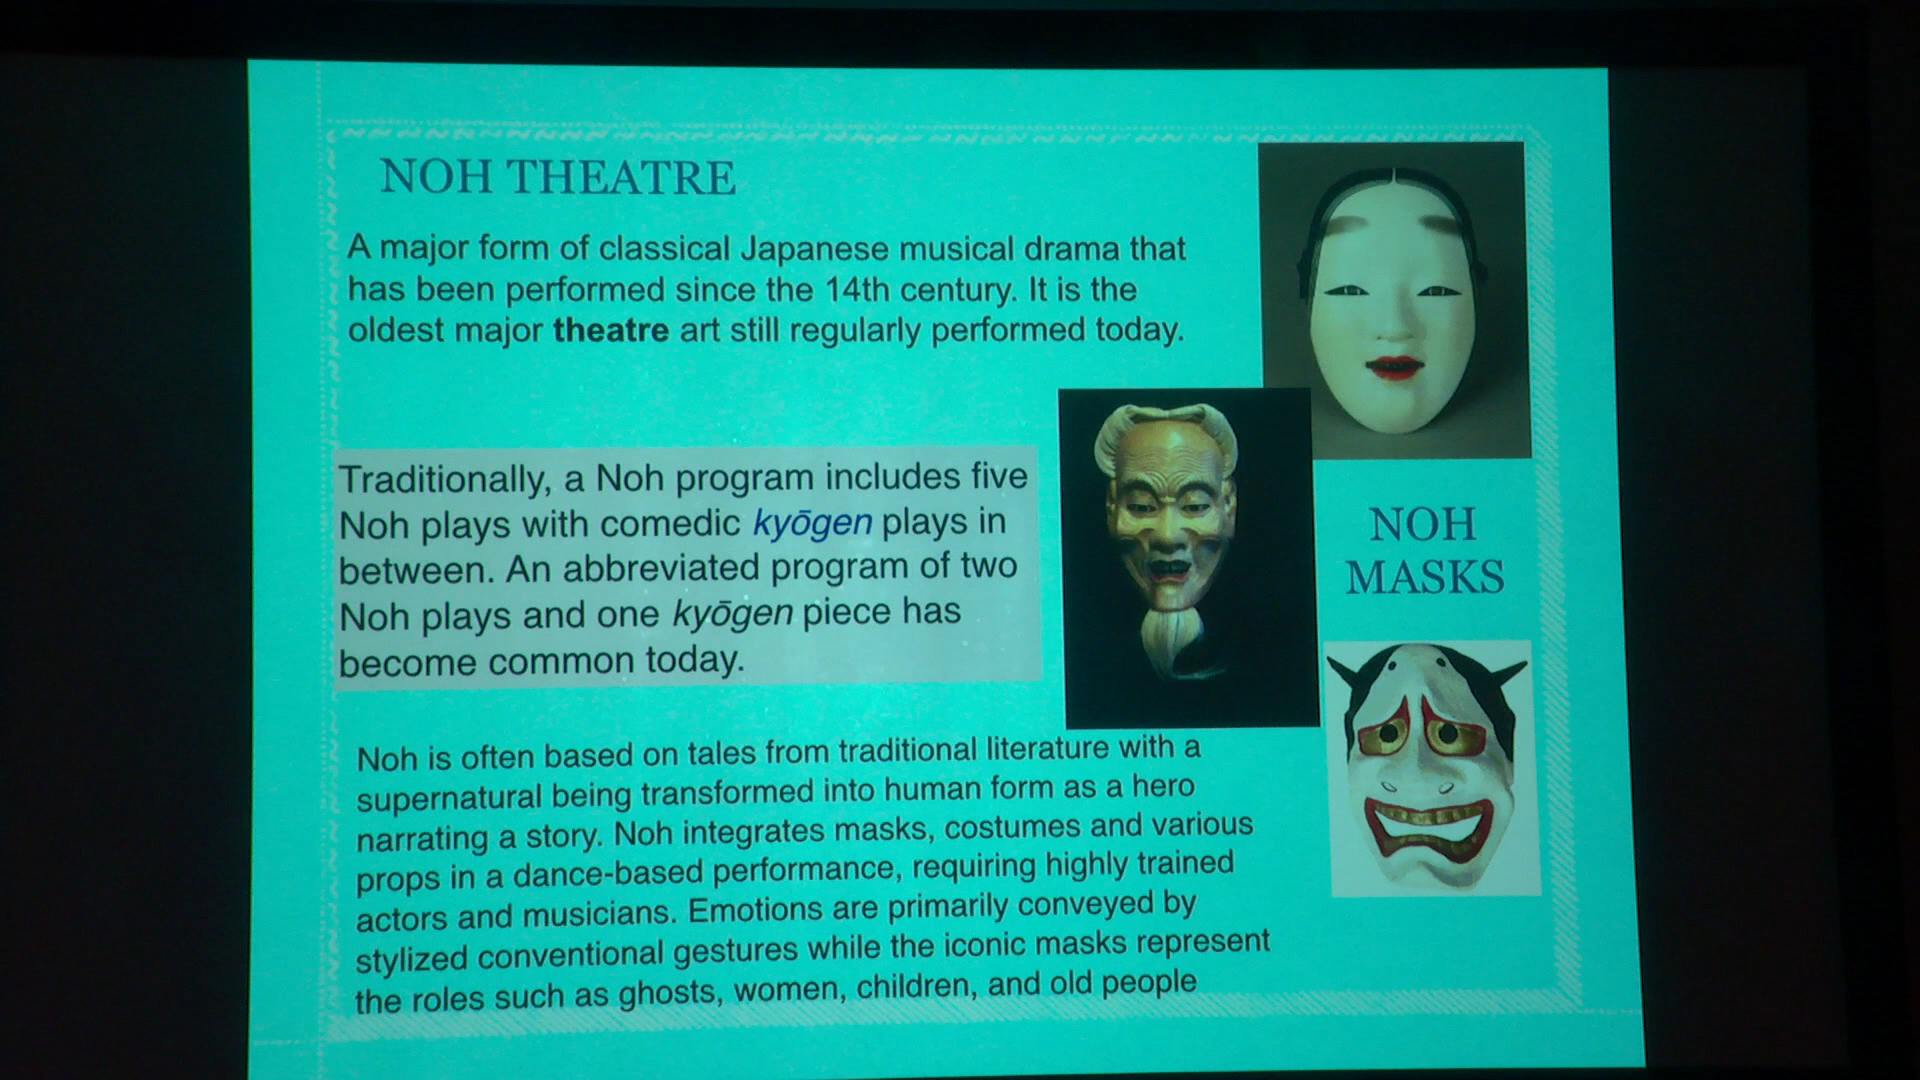 NOH THEATRE
A major form of classical Japanese musical drama that
has been performed since the 14th century. It is the
oldest major theatre art still regularly performed today.
Traditionally, a Noh program includes five
Noh plays with comedic kyōgen plays in
between. An abbreviated program of two
Noh plays and one kyōgen piece has
become common today.
NOH
MASKS
Noh is often based on tales from traditional literature with a
supernatural being transformed into human form as a hero
narrating a story. Noh integrates masks, costumes and various
props in a dance-based performance, requiring highly trained
actors and musicians. Emotions are primarily conveyed by
stylized conventional gestures while the iconic masks represent
the roles such as ghosts, women, children, and old people